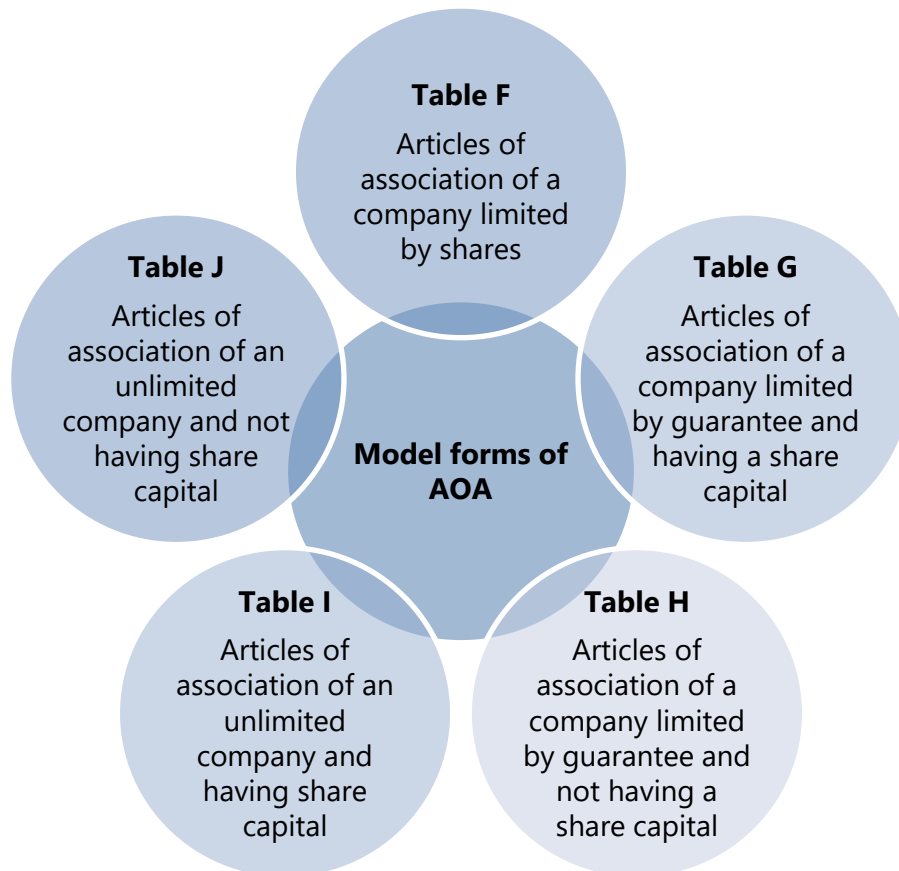 Table F
Articles of
association of a
company limited
by shares
Table G
Articles of
association of a
company limited
by guarantee and
having a share
capital
Table H
Articles of
association of a
company limited
by guarantee and
not having a
share capital
Table I
Articles of
association of an
unlimited
company and
having share
capital
Table J
Articles of
association of an
unlimited
company and not
having share
capital
Model forms of
AOA